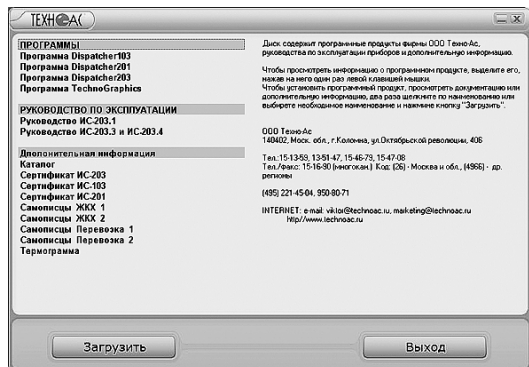 ТЕХНО-АС
ПРОГРАММЫ
Программа Dispatcher103
Программа Dispatcher201
Программа Dispatcher203
Программа TechnoGraphics
РУКОВОДСТВО ПО ЭКСПЛУАТАЦИИ
Руководство ИС-203.1
Руководство ИС-203.3 и ИС-203.4
Дполонительная информация
Каталог
Сертификат ИС-203
Сертификат ИС-103
Сертификат ИС-201
Самописцы ЖКХ 1
Самописцы ЖКХ 2
Самописцы Перевозка 1
Самописцы Перевозка 2
Термограмма
Диск содержит программные продукты фирмы ООО Техно-Ас,
руководства по эксплуатации приборов и дополнительную информацию.
Чтобы просмотреть информацию о программном продукте, выделите его,
нажав на него один раз левой клавишей мышки.
Чтобы установить программный продукт, просмотреть документацию или
дополнительную информацию, два раза щелкните по наименованию или
выбирете необходимое наименование и нажмите кнопку "Загрузить".
ООО Техно-Ас
140402, Моск. обл., г.Коломна, ул.Октябрьской революции, 406
Тел.:15-13-59, 13-51-47, 15-46-79, 15-47-08
Тел./Факс: 15-16-90 (многокан.) Код: (26) - Москва и обл., (4966) - др.
регионы
(495) 221-45-04, 950-80-71
INTERNET: e-mail: viktor@technoac.ru, marketing@technoac.ru
http//www.technoac.ru
Загрузить
Выход